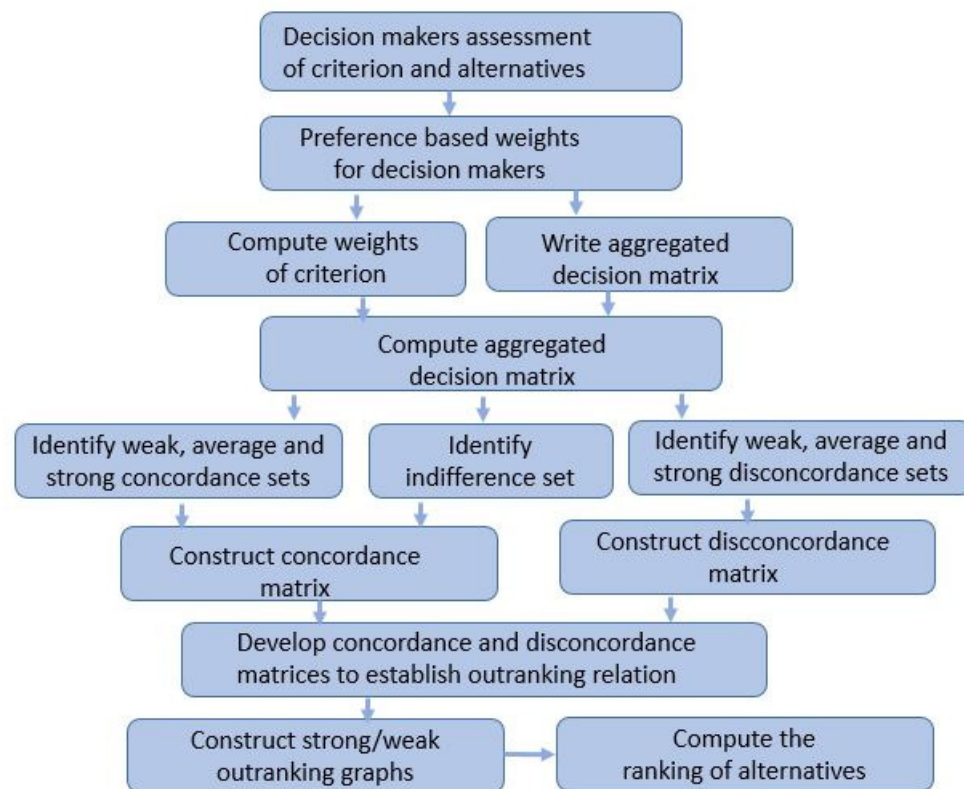 Decision makers assessment
of criterion and alternatives
Preference based weights
for decision makers
Compute weights
of criterion
Write aggregated
decision matrix
Compute aggregated
decision matrix
Identify weak, average and
strong concordance sets
Identify
indifference set
Identify weak, average and
strong disconcordance sets
Construct concordance
matrix
Construct discconcordance
matrix
Develop concordance and disconcordance
matrices to establish outranking relation
Construct strong/weak
outranking graphs
Compute the
ranking of alternatives